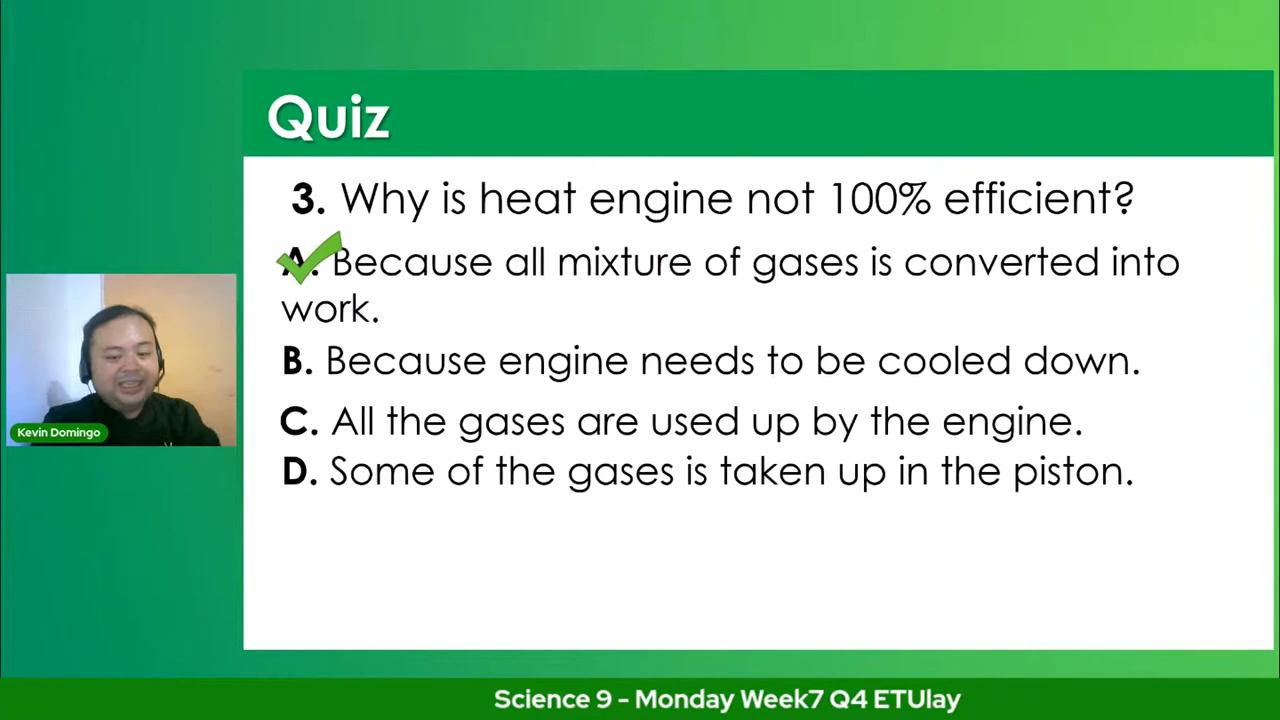 Quiz
3. Why is heat engine not 100% efficient?
A. Because all mixture of gases is converted into
work.
B. Because engine needs to be cooled down.
C. All the gases are used up by the engine.
D. Some of the gases is taken up in the piston.
Kevin Domingo
Science 9 - Monday Week7 Q4 ETUlay